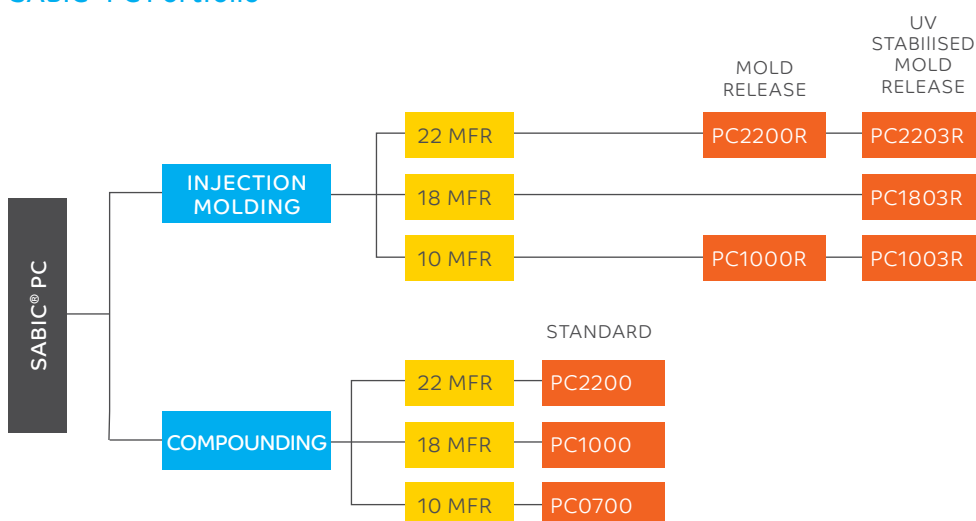 UV
STABIlISED
MOLD
RELEASE
MOLD
RELEASE
22 MFR
PC2200R
PC2203R
INJECTION
MOLDING
18 MFR
PC1803R
10 MFR
PC1000R
PC1003R
SABIC® PC
STANDARD
22 MFR
PC2200
COMPOUNDING
18 MFR
PC1000
10 MFR
PC0700